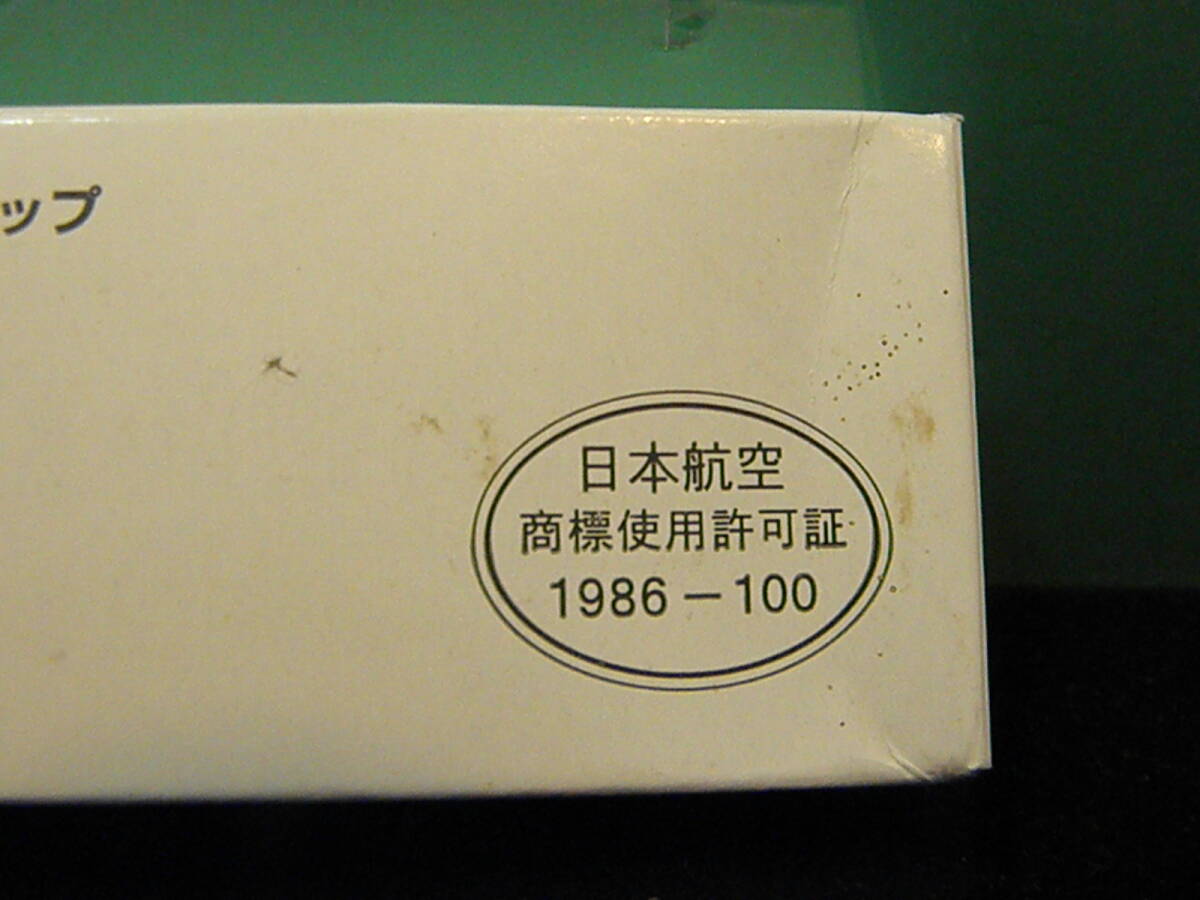 ップ
日本航空
商標使用許可証
1986－100